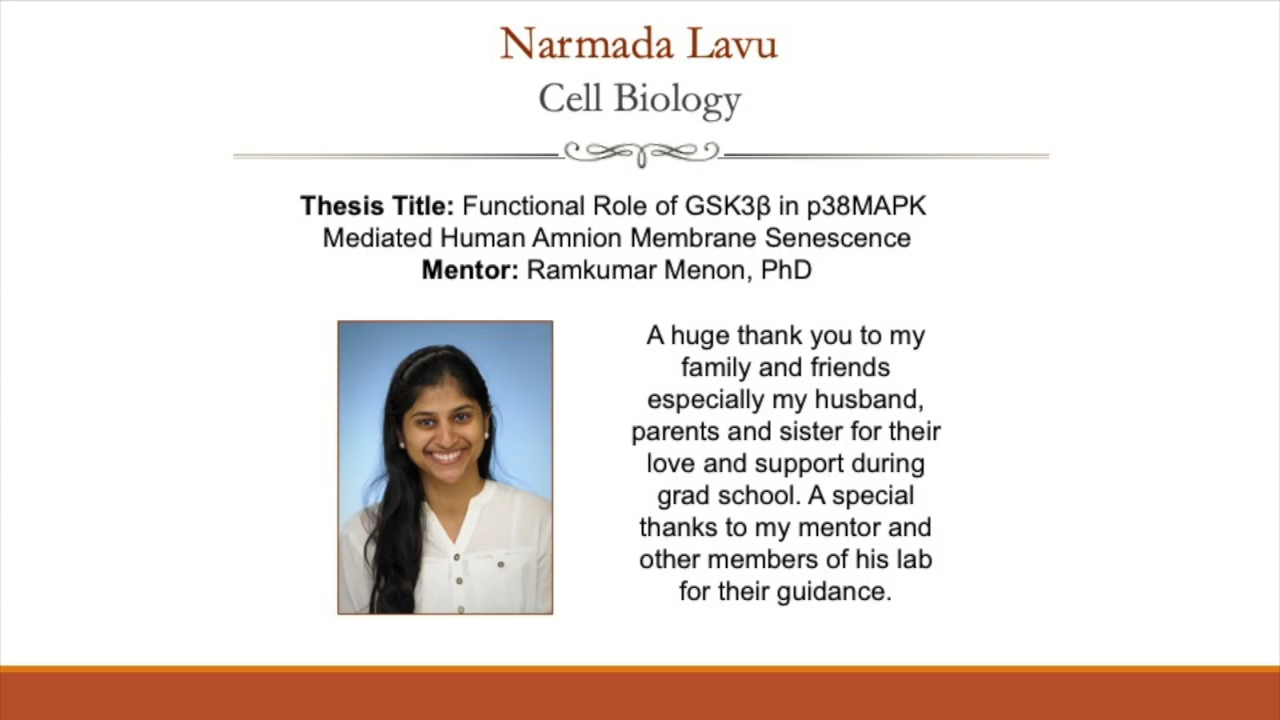 Narmada Lavu
Cell Biology
Thesis Title: Functional Role of GSK3β in p38MAPK
Mediated Human Amnion Membrane Senescence
Mentor: Ramkumar Menon, PhD
A huge thank you to my
family and friends
especially my husband,
parents and sister for their
love and support during
grad school. A special
thanks to my mentor and
other members of his lab
for their guidance.